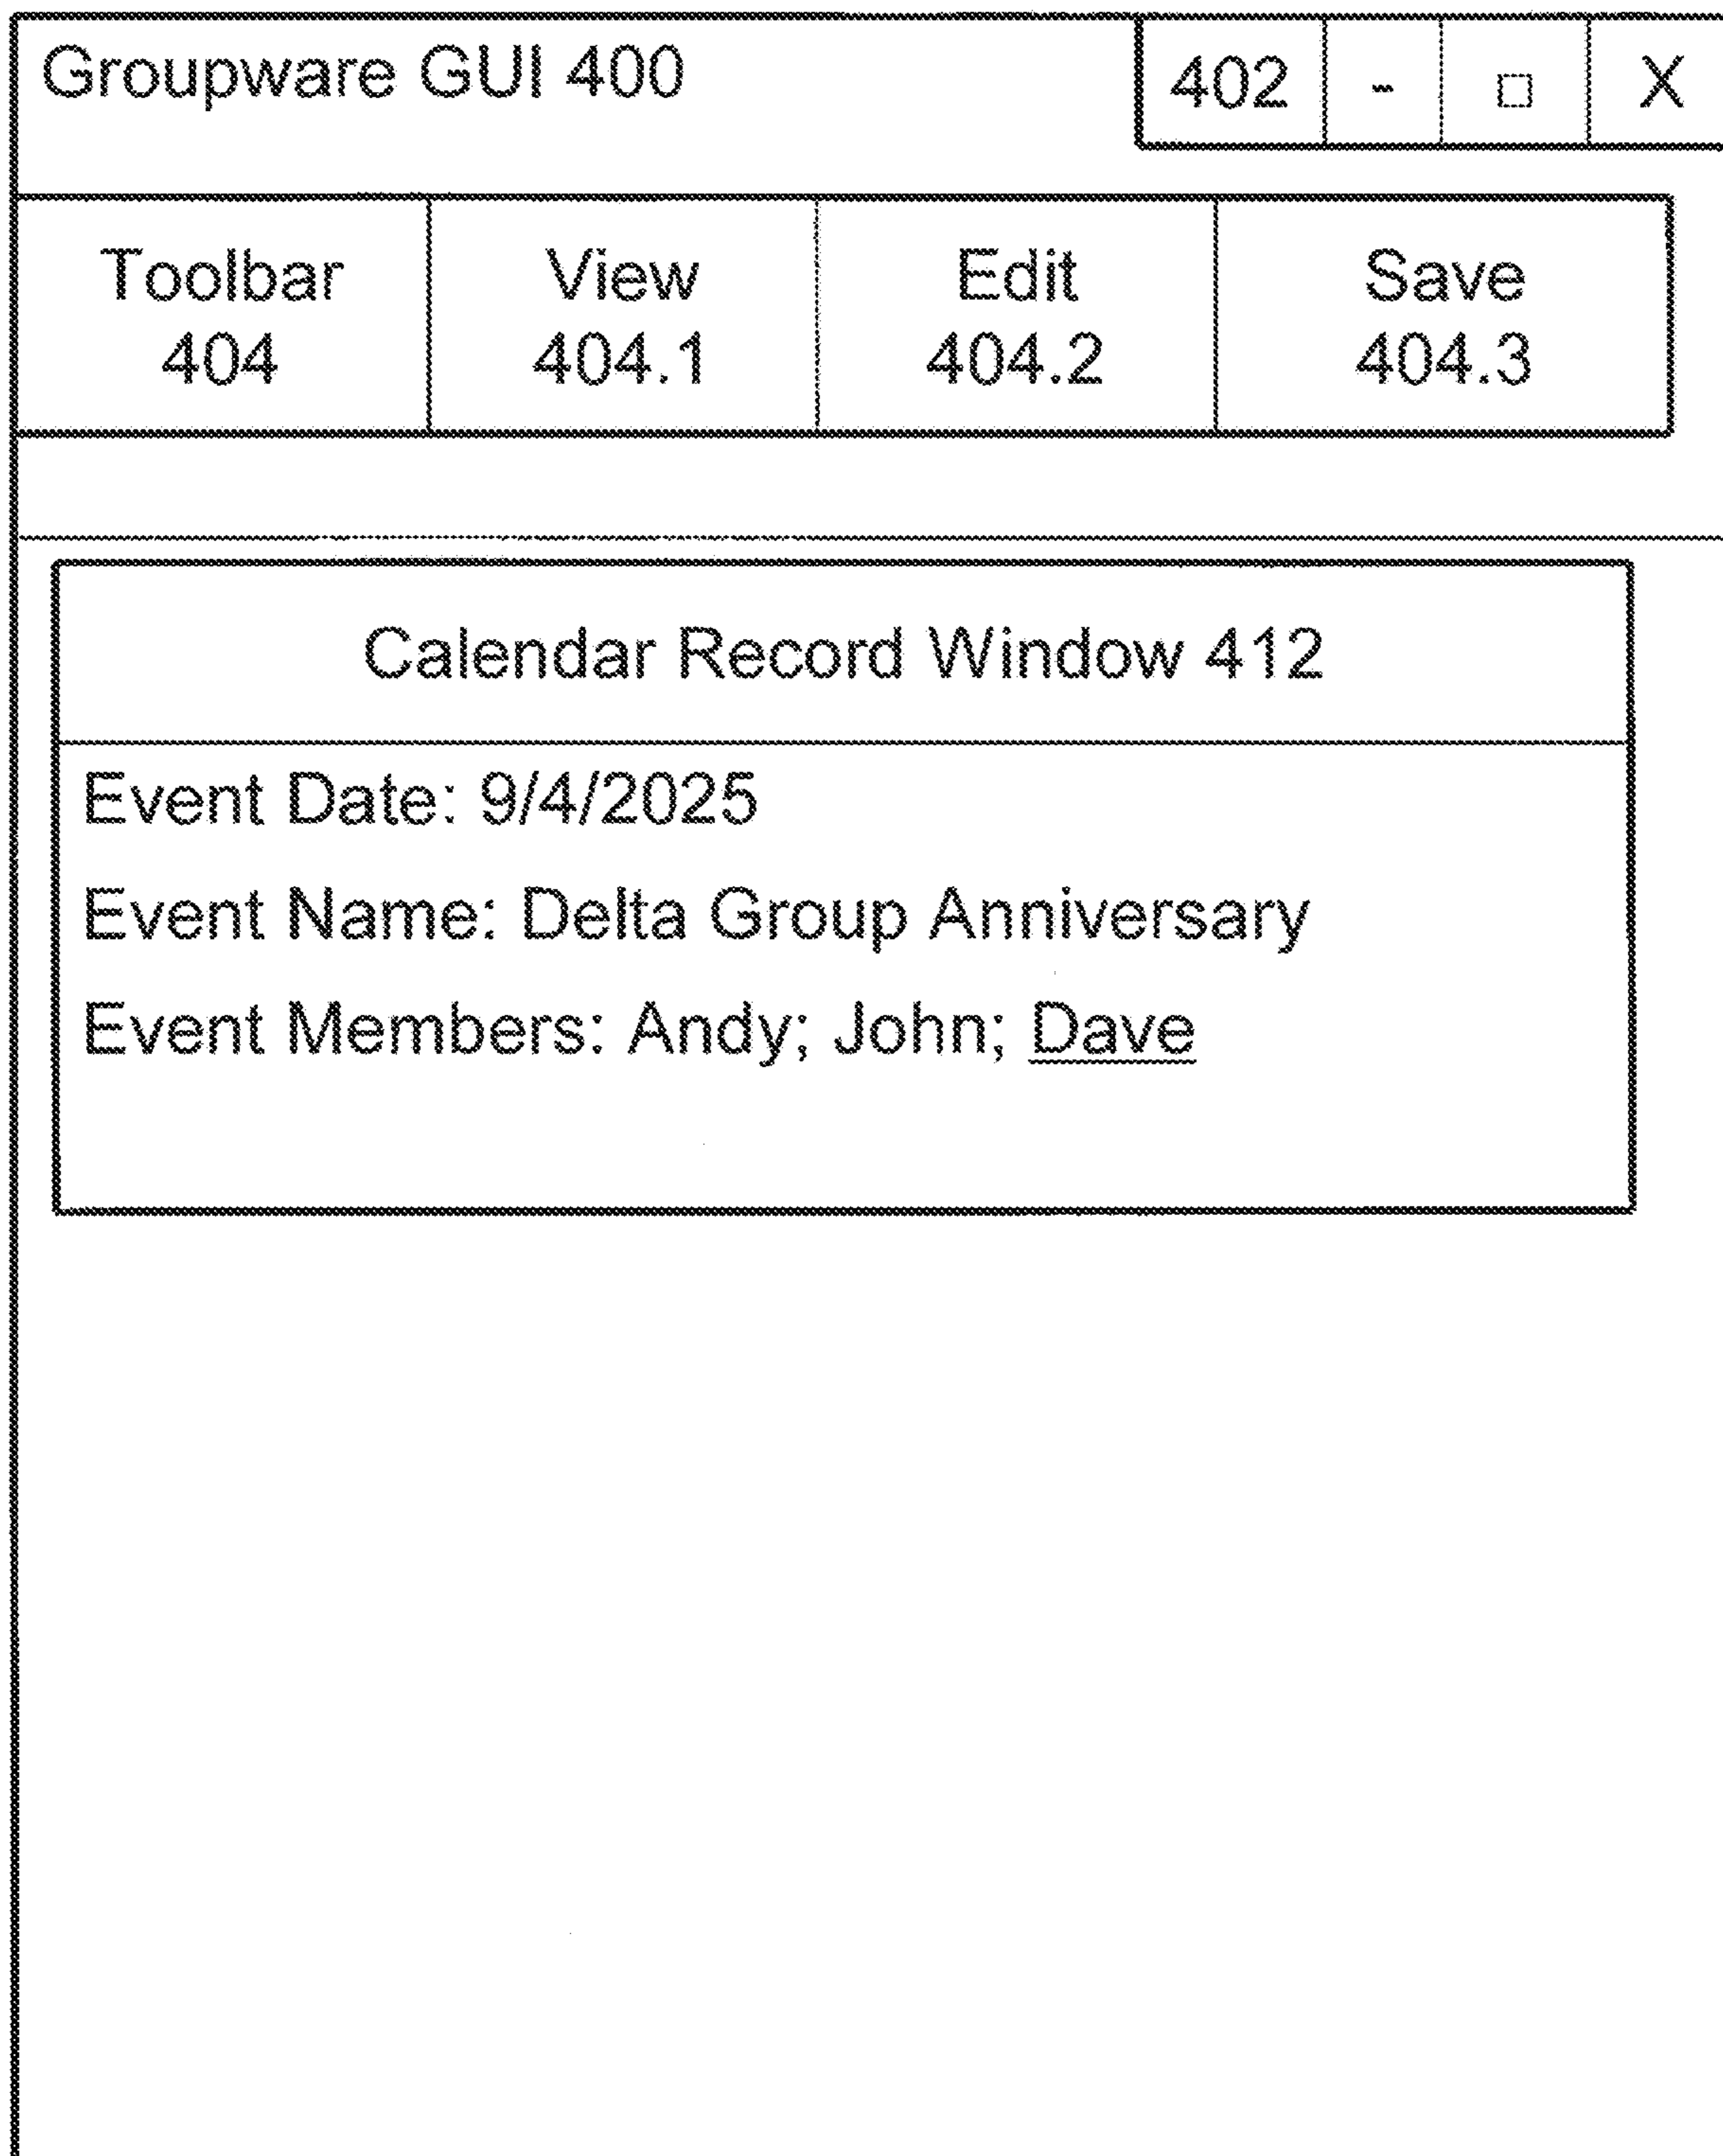 Groupware GUI 400
402 - □ X
Toolbar 404
View 404.1
Edit 404.2
Save 404.3
Calendar Record Window 412
Event Date: 9/4/2025
Event Name: Delta Group Anniversary
Event Members: Andy; John; Dave